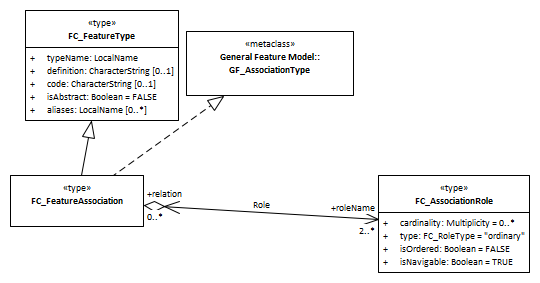 «type»
FC_FeatureType
+ typeName: LocalName
+ definition: CharacterString [0..1]
+ code: CharacterString [0..1]
+ isAbstract: Boolean = FALSE
+ aliases: LocalName [0..*]
«metaclass»
General Feature Model::
GF_AssociationType
«type»
FC_FeatureAssociation
+relation
0..*
Role
+roleName
2..*
«type»
FC_AssociationRole
+ cardinality: Multiplicity = 0..*
+ type: FC_RoleType = "ordinary"
+ isOrdered: Boolean = FALSE
+ isNavigable: Boolean = TRUE